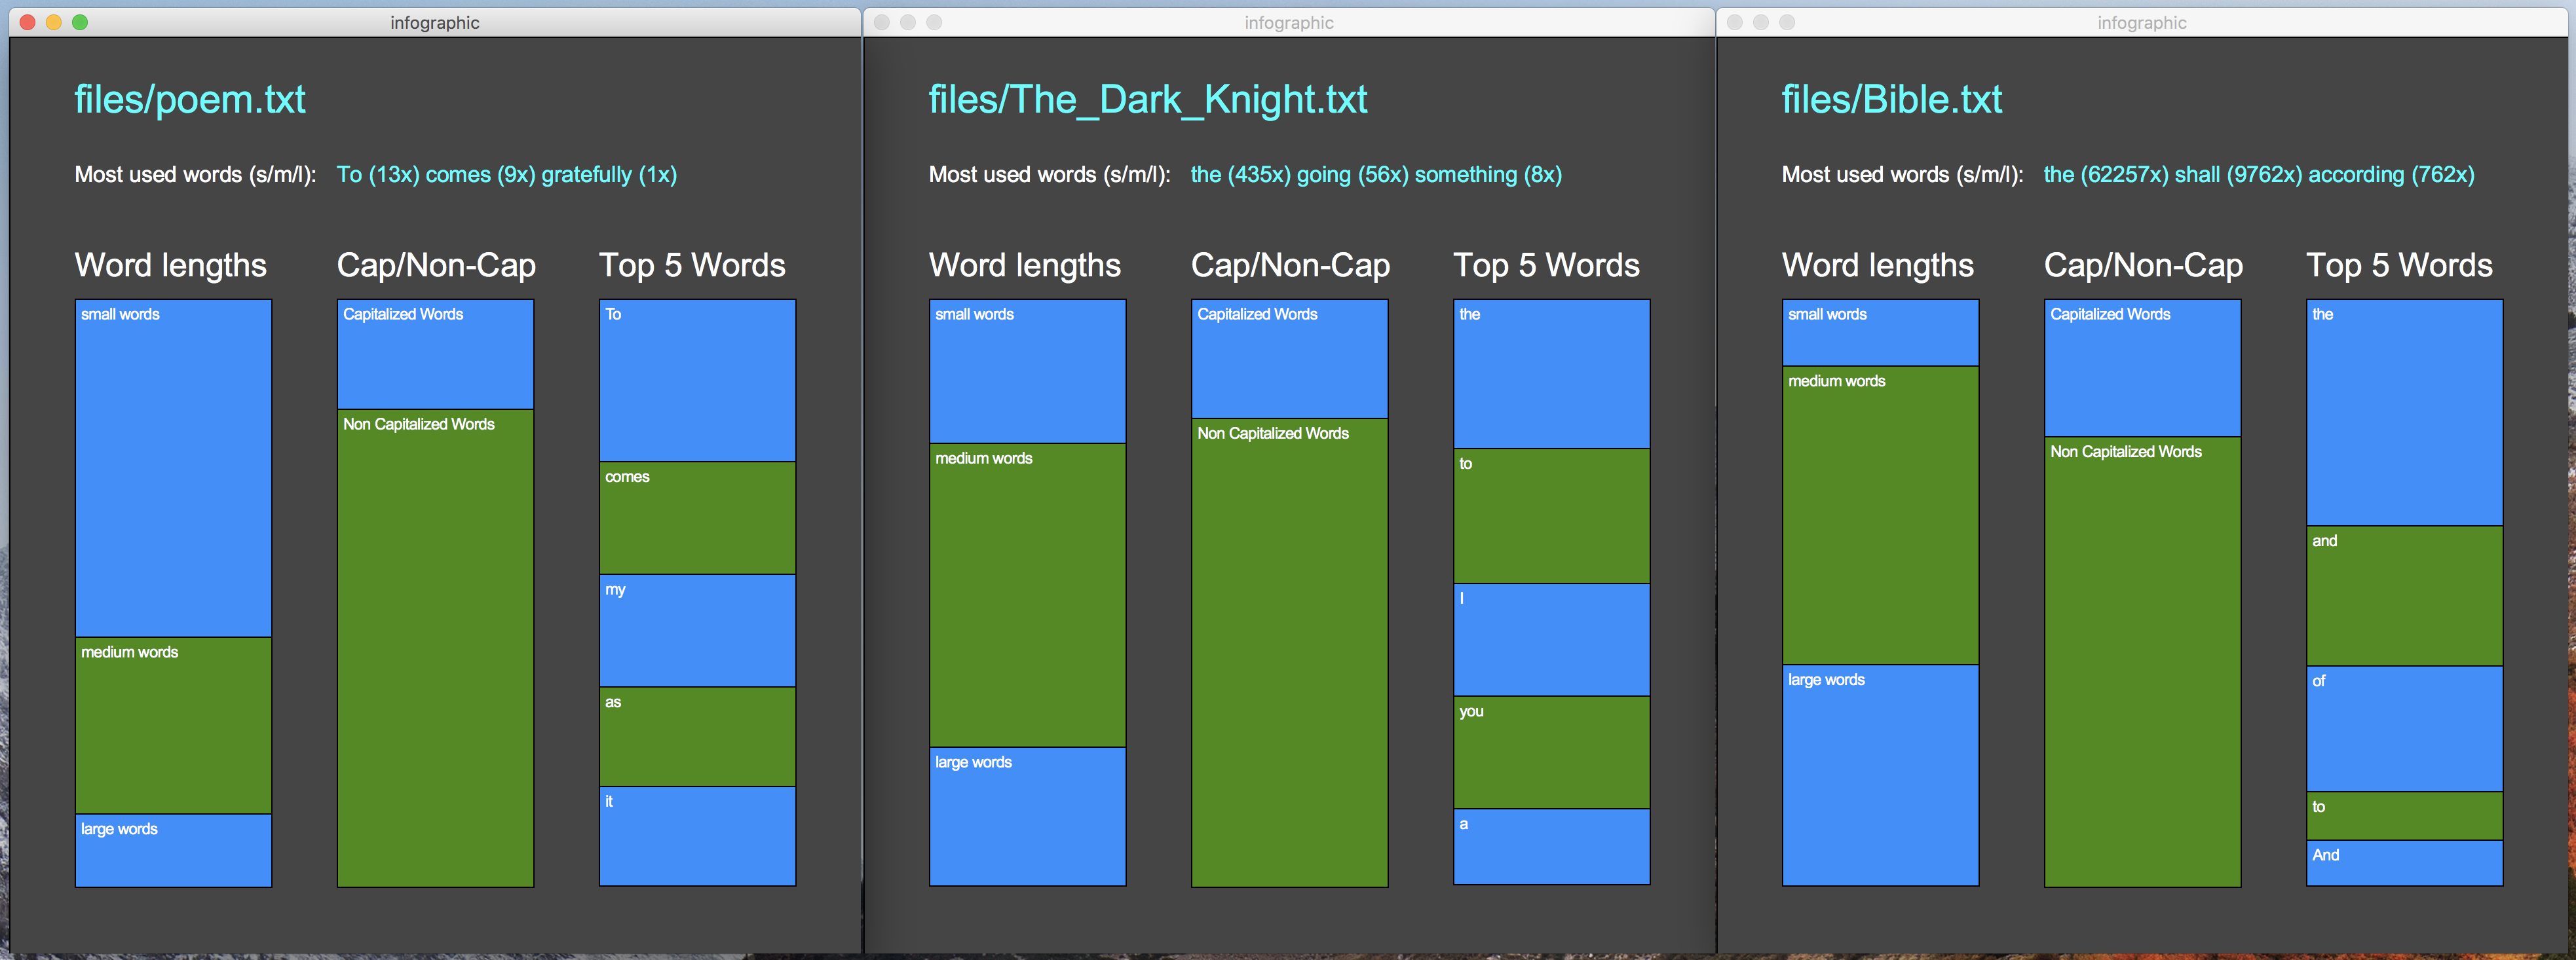 infographic
files/poem.txt
Most used words (s/m/l): To (13x) comes (9x) gratefully (1x)
Word lengths Cap/Non-Cap Top 5 Words
small words Capitalized Words To
Non Capitalized Words
comes
my
medium words
as
it
large words
infographic
files/The_Dark_Knight.txt
Most used words (s/m/l): the (435x) going (56x) something (8x)
Word lengths Cap/Non-Cap Top 5 Words
small words Capitalized Words the
Non Capitalized Words
medium words to
I
you
large words
a
infographic
files/Bible.txt
Most used words (s/m/l): the (62257x) shall (9762x) according (762x)
Word lengths Cap/Non-Cap Top 5 Words
small words Capitalized Words the
medium words
Non Capitalized Words
and
large words of
to
And